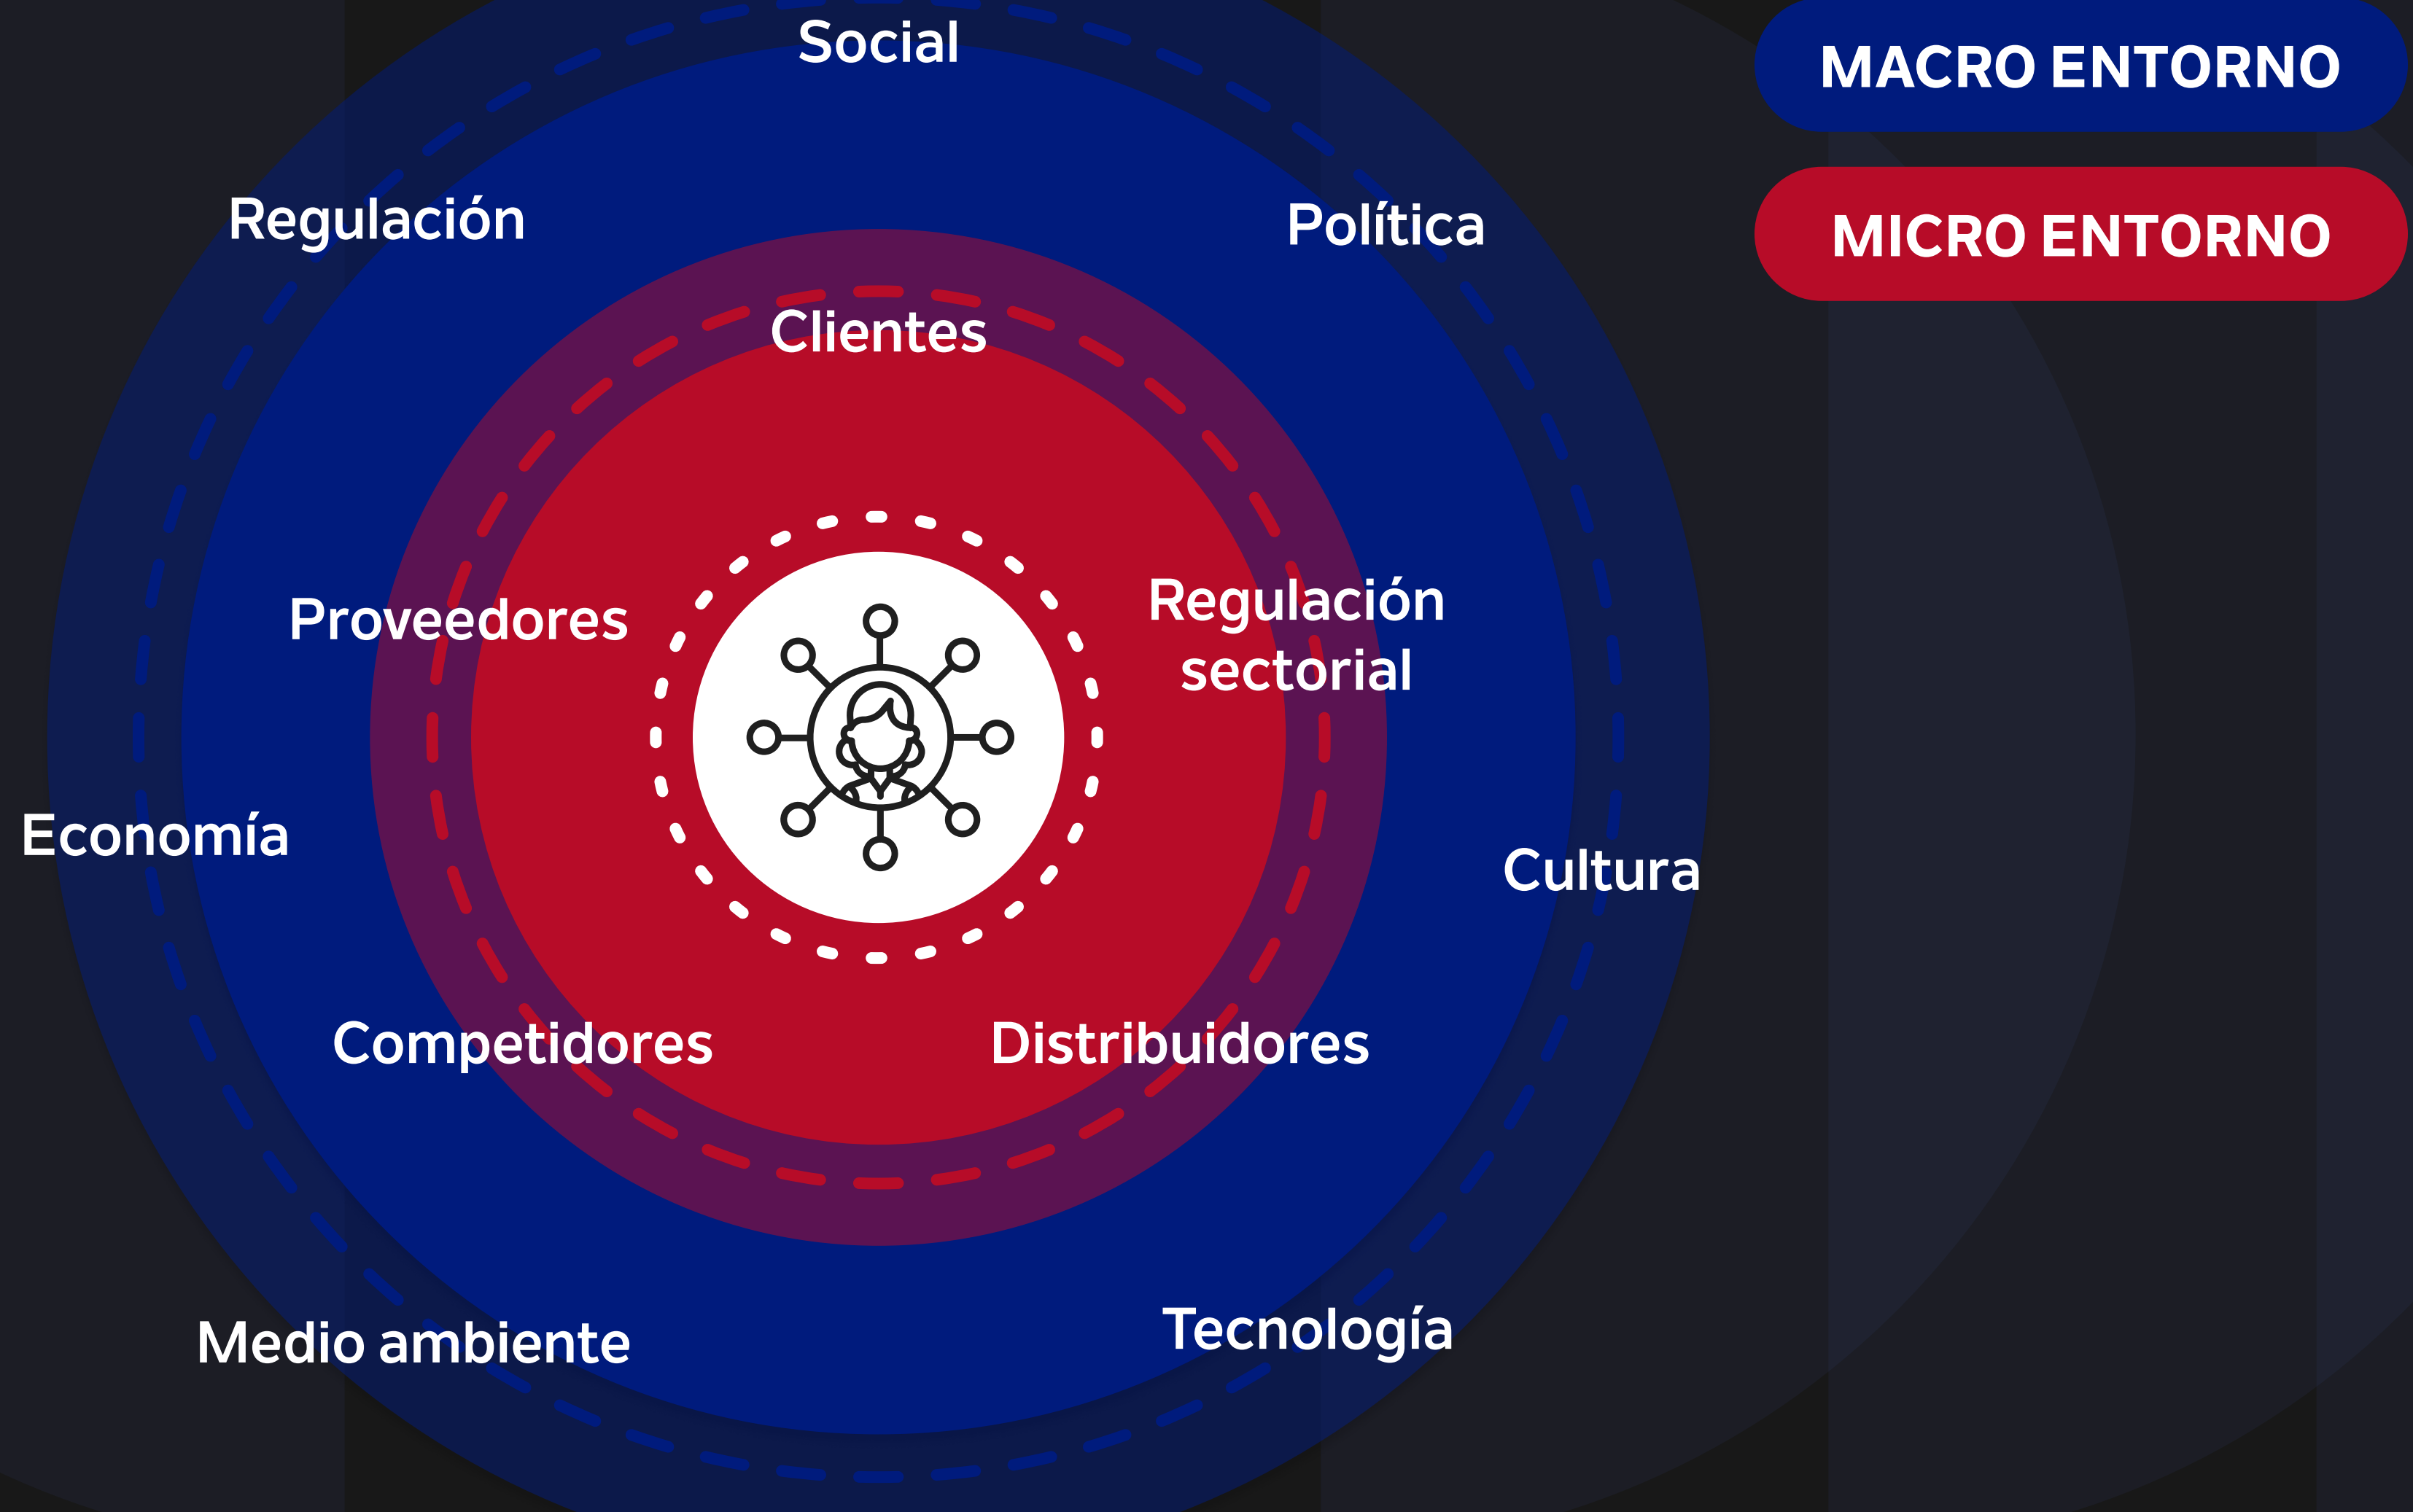 Social
MACRO ENTORNO
MICRO ENTORNO
Regulación
Política
Clientes
Proveedores
Regulación
sectorial
Economía
Cultura
Competidores
Distribuidores
Medio ambiente
Tecnología